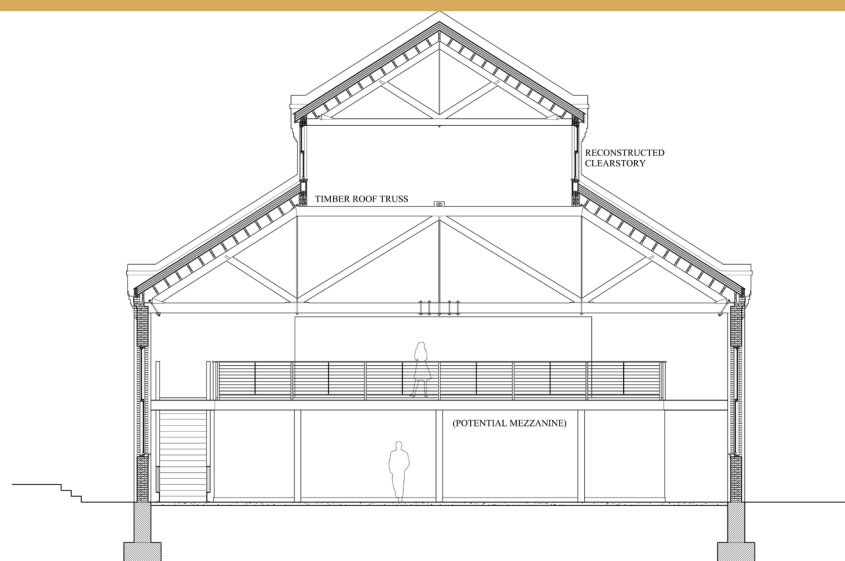 RECONSTRUCTED
CLEARSTORY
TIMBER ROOF TRUSS
(POTENTIAL MEZZANINE)